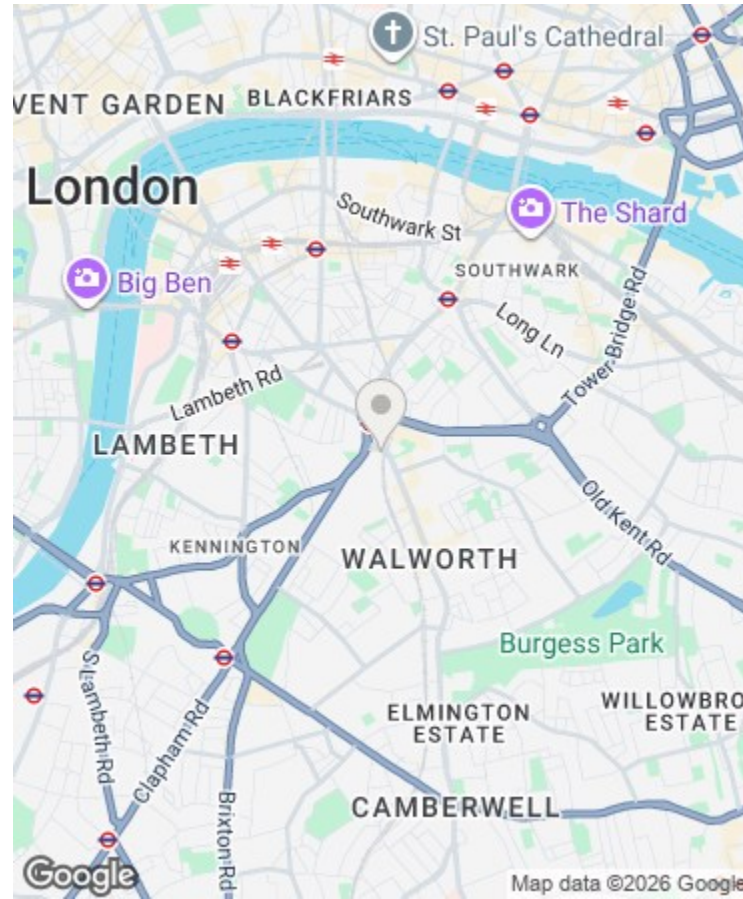 St. Paul's Cathedral
VENT GARDEN
BLACKFRIARS
London
Southwark St
The Shard
Big Ben
SOUTHWARK
Long Ln
Tower Bridge Rd
Lambeth Rd
LAMBETH
Old Kent Rd
KENNINGTON
WALWORTH
Burgess Park
S Lambeth Rd
Clapham Rd
ELMINGTON
ESTATE
WILLOWBRO
ESTATE
Brixton Rd
CAMBERWELL
Google
Map data ©2026 Google